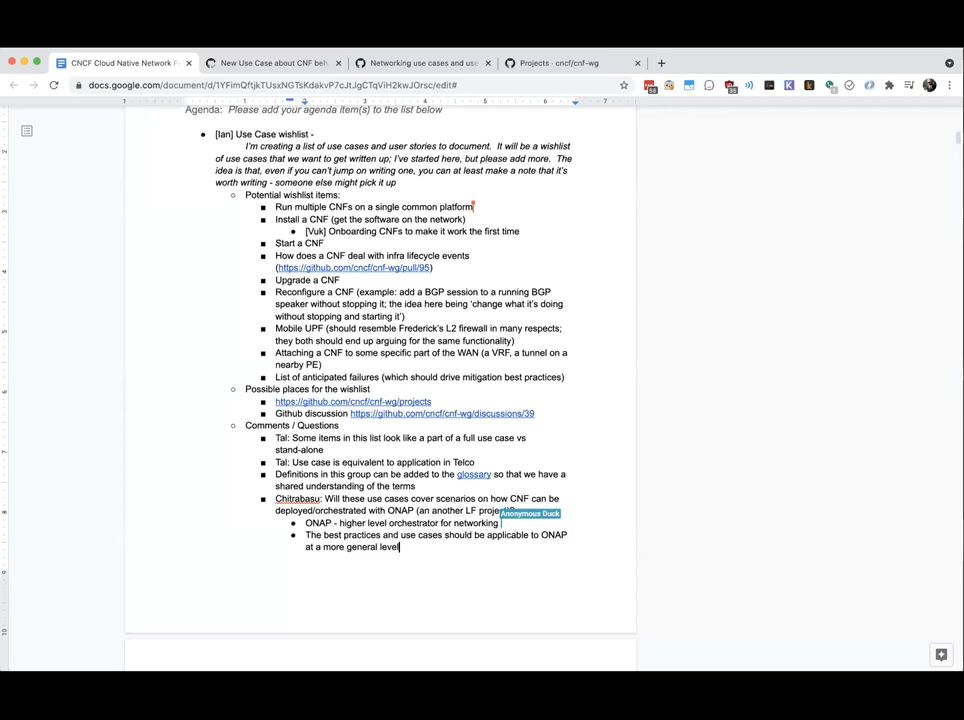 CNCF Cloud Native Network F
New Use Case about CNF beh
Networking use cases and use
Projects · cncf/cnf-wg
docs.google.com/document/d/1YFimQftjkTUsxNGTsKdakvP7cJtJgCTqViH2kwJOrsc/edit#
Agenda: Please add your agenda item(s) to the list below
[Ian] Use Case wishlist -
I'm creating a list of use cases and user stories to document. It will be a wishlist
of use cases that we want to get written up; I've started here, but please add more. The
idea is that, even if you can't jump on writing one, you can at least make a note that it's
worth writing - someone else might pick it up
Potential wishlist items:
Run multiple CNFs on a single common platform
Install a CNF (get the software on the network)
[Vuk] Onboarding CNFs to make it work the first time
Start a CNF
How does a CNF deal with infra lifecycle events
(https://github.com/cncf/cnf-wg/pull/95)
Upgrade a CNF
Reconfigure a CNF (example: add a BGP session to a running BGP
speaker without stopping it; the idea here being 'change what it's doing
without stopping and starting it')
Mobile UPF (should resemble Frederick's L2 firewall in many respects;
they both should end up arguing for the same functionality)
Attaching a CNF to some specific part of the WAN (a VRF, a tunnel on a
nearby PE)
List of anticipated failures (which should drive mitigation best practices)
Possible places for the wishlist
https://github.com/cncf/cnf-wg/projects
Github discussion https://github.com/cncf/cnf-wg/discussions/39
Comments / Questions
Tal: Some items in this list look like a part of a full use case vs
stand-alone
Tal: Use case is equivalent to application in Telco
Definitions in this group can be added to the glossary so that we have a
shared understanding of the terms
Chitrabasu: Will these use cases cover scenarios on how CNF can be
deployed/orchestrated with ONAP (an another LF project)?
Anonymous Duck
ONAP - higher level orchestrator for networking
The best practices and use cases should be applicable to ONAP
at a more general level